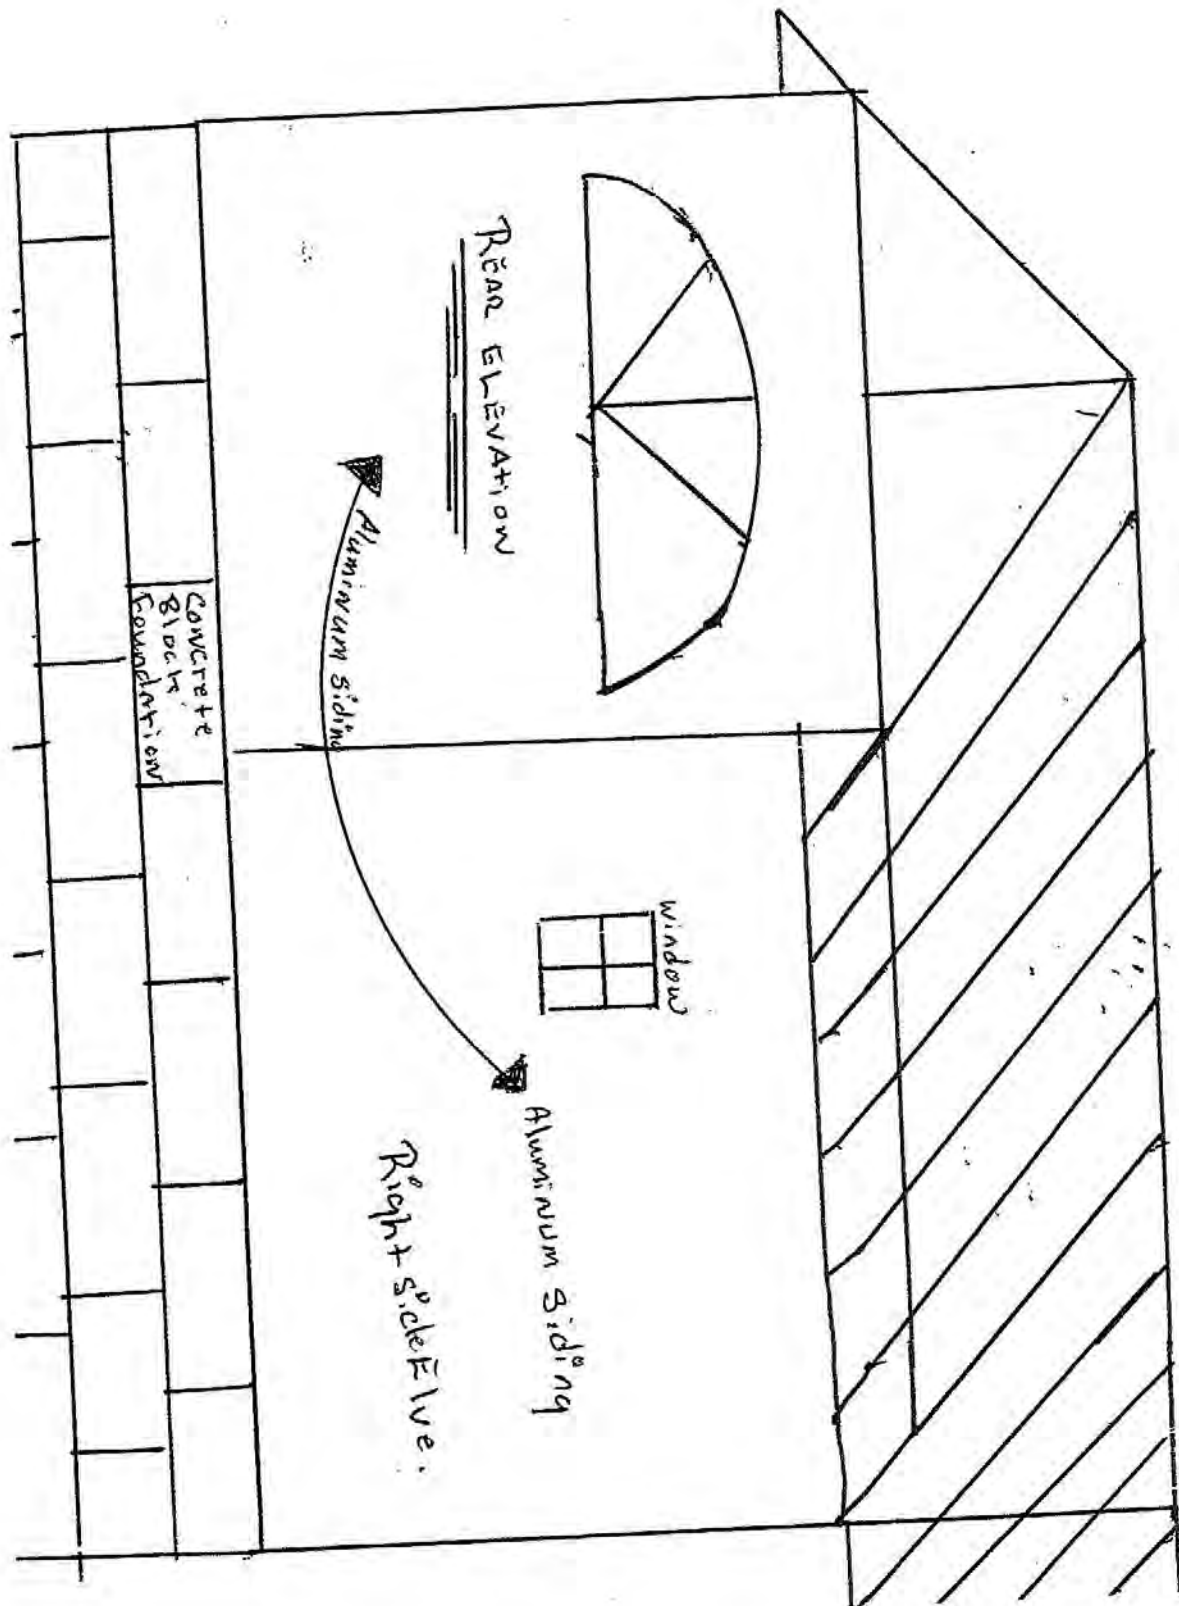 REAR ELEVATION
Aluminum Siding
Window
Aluminum Siding
Right Side Elve.
Concrete
Block
Foundation